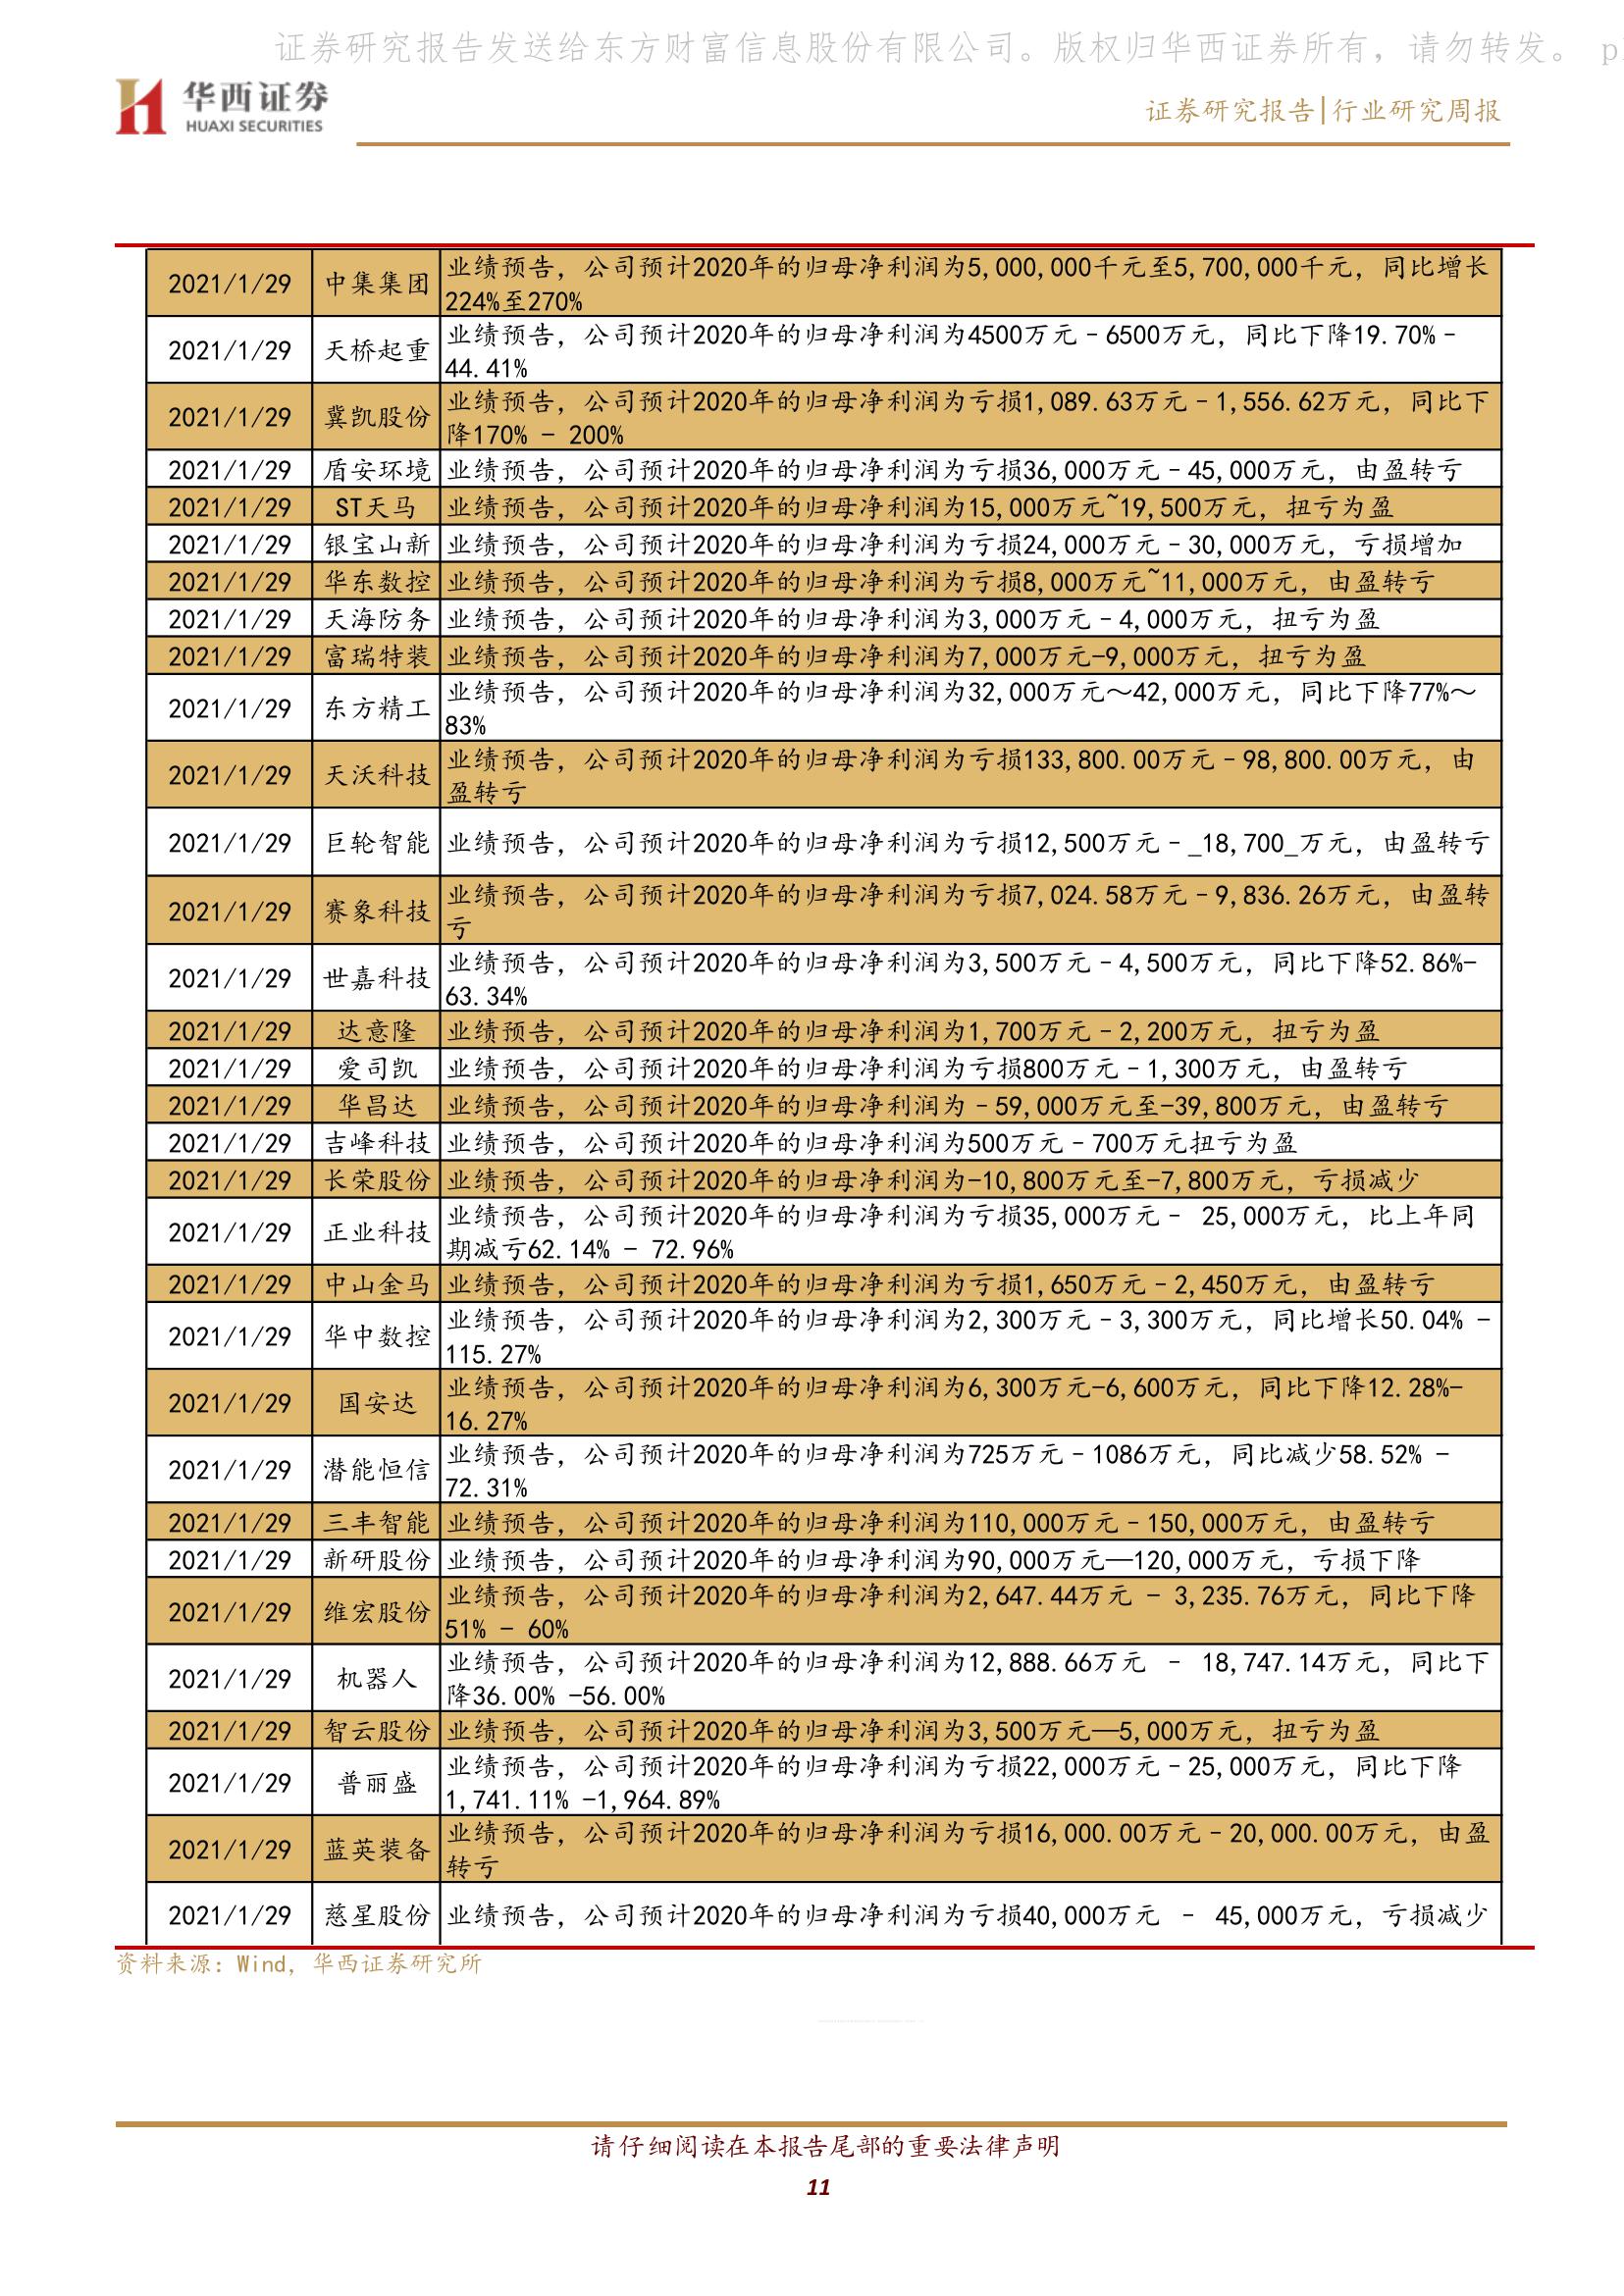 证券研究报告发送给东方财富信息股份有限公司。版权归华西证券所有，请勿转发。 p
华西证券
HUAXI SECURITIES
证券研究报告|行业研究周报
2021/1/29 中集集团 业绩预告，公司预计2020年的归母净利润为5,000,000千元至5,700,000千元，同比增长
224%至270%
2021/1/29 天桥起重 业绩预告，公司预计2020年的归母净利润为4500万元–6500万元，同比下降19.70%–
44.41%
2021/1/29 冀凯股份 业绩预告，公司预计2020年的归母净利润为亏损1,089.63万元–1,556.62万元，同比下
降170% - 200%
2021/1/29 盾安环境 业绩预告，公司预计2020年的归母净利润为亏损36,000万元–45,000万元，由盈转亏
2021/1/29 ST天马 业绩预告，公司预计2020年的归母净利润为15,000万元~19,500万元，扭亏为盈
2021/1/29 银宝山新 业绩预告，公司预计2020年的归母净利润为亏损24,000万元–30,000万元，亏损增加
2021/1/29 华东数控 业绩预告，公司预计2020年的归母净利润为亏损8,000万元~11,000万元，由盈转亏
2021/1/29 天海防务 业绩预告，公司预计2020年的归母净利润为3,000万元–4,000万元，扭亏为盈
2021/1/29 富瑞特装 业绩预告，公司预计2020年的归母净利润为7,000万元-9,000万元，扭亏为盈
2021/1/29 东方精工 业绩预告，公司预计2020年的归母净利润为32,000万元～42,000万元，同比下降77%～
83%
2021/1/29 天沃科技 业绩预告，公司预计2020年的归母净利润为亏损133,800.00万元–98,800.00万元，由
盈转亏
2021/1/29 巨轮智能 业绩预告，公司预计2020年的归母净利润为亏损12,500万元–_18,700_万元，由盈转亏
2021/1/29 赛象科技 业绩预告，公司预计2020年的归母净利润为亏损7,024.58万元–9,836.26万元，由盈转
亏
2021/1/29 世嘉科技 业绩预告，公司预计2020年的归母净利润为3,500万元–4,500万元，同比下降52.86%-
63.34%
2021/1/29 达意隆 业绩预告，公司预计2020年的归母净利润为1,700万元–2,200万元，扭亏为盈
2021/1/29 爱司凯 业绩预告，公司预计2020年的归母净利润为亏损800万元–1,300万元，由盈转亏
2021/1/29 华昌达 业绩预告，公司预计2020年的归母净利润为–59,000万元至-39,800万元，由盈转亏
2021/1/29 吉峰科技 业绩预告，公司预计2020年的归母净利润为500万元–700万元扭亏为盈
2021/1/29 长荣股份 业绩预告，公司预计2020年的归母净利润为-10,800万元至-7,800万元，亏损减少
2021/1/29 正业科技 业绩预告，公司预计2020年的归母净利润为亏损35,000万元– 25,000万元，比上年同
期减亏62.14% - 72.96%
2021/1/29 中山金马 业绩预告，公司预计2020年的归母净利润为亏损1,650万元–2,450万元，由盈转亏
2021/1/29 华中数控 业绩预告，公司预计2020年的归母净利润为2,300万元–3,300万元，同比增长50.04% -
115.27%
2021/1/29 国安达 业绩预告，公司预计2020年的归母净利润为6,300万元-6,600万元，同比下降12.28%-
16.27%
2021/1/29 潜能恒信 业绩预告，公司预计2020年的归母净利润为725万元–1086万元，同比减少58.52% -
72.31%
2021/1/29 三丰智能 业绩预告，公司预计2020年的归母净利润为110,000万元–150,000万元，由盈转亏
2021/1/29 新研股份 业绩预告，公司预计2020年的归母净利润为90,000万元—120,000万元，亏损下降
2021/1/29 维宏股份 业绩预告，公司预计2020年的归母净利润为2,647.44万元 - 3,235.76万元，同比下降
51% - 60%
2021/1/29 机器人 业绩预告，公司预计2020年的归母净利润为12,888.66万元 – 18,747.14万元，同比下
降36.00% -56.00%
2021/1/29 智云股份 业绩预告，公司预计2020年的归母净利润为3,500万元—5,000万元，扭亏为盈
2021/1/29 普丽盛 业绩预告，公司预计2020年的归母净利润为亏损22,000万元–25,000万元，同比下降
1,741.11% -1,964.89%
2021/1/29 蓝英装备 业绩预告，公司预计2020年的归母净利润为亏损16,000.00万元–20,000.00万元，由盈
转亏
2021/1/29 慈星股份 业绩预告，公司预计2020年的归母净利润为亏损40,000万元 – 45,000万元，亏损减少
资料来源：Wind，华西证券研究所
请仔细阅读在本报告尾部的重要法律声明
11